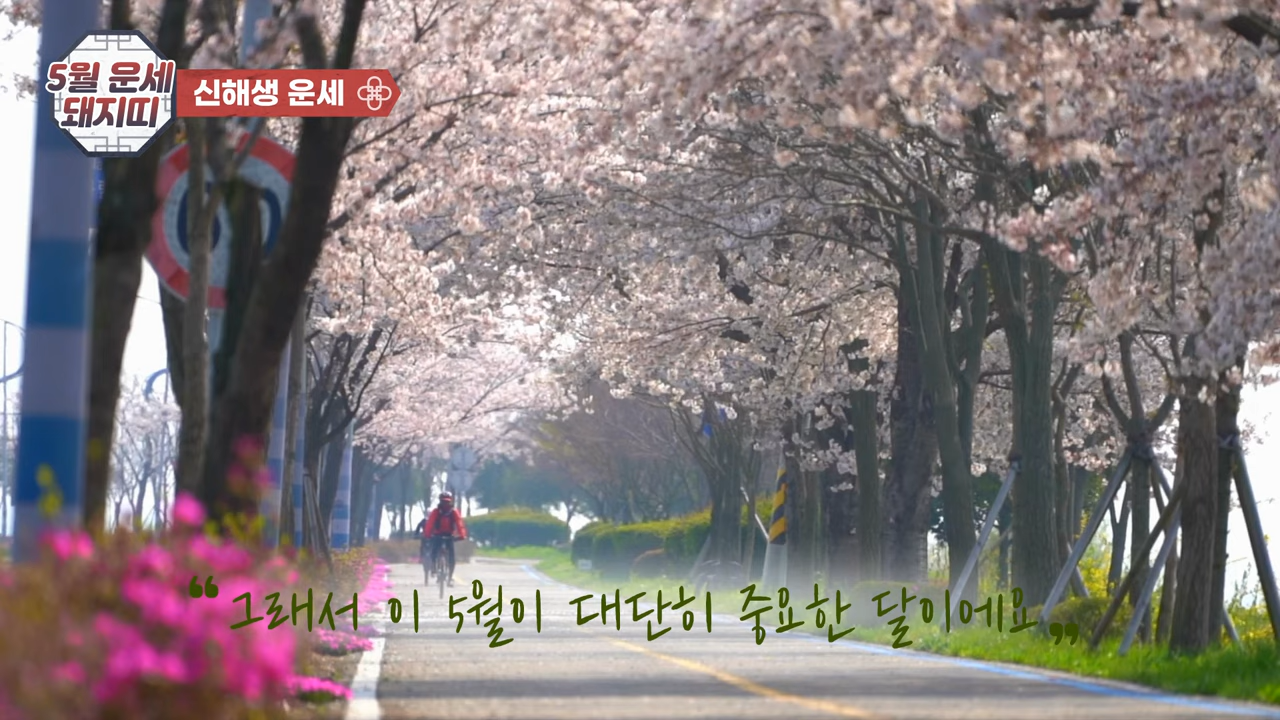 5월 운세
돼지띠
신해생 운세
“그래서 이 5월이 대단히 중요한 달이에요„